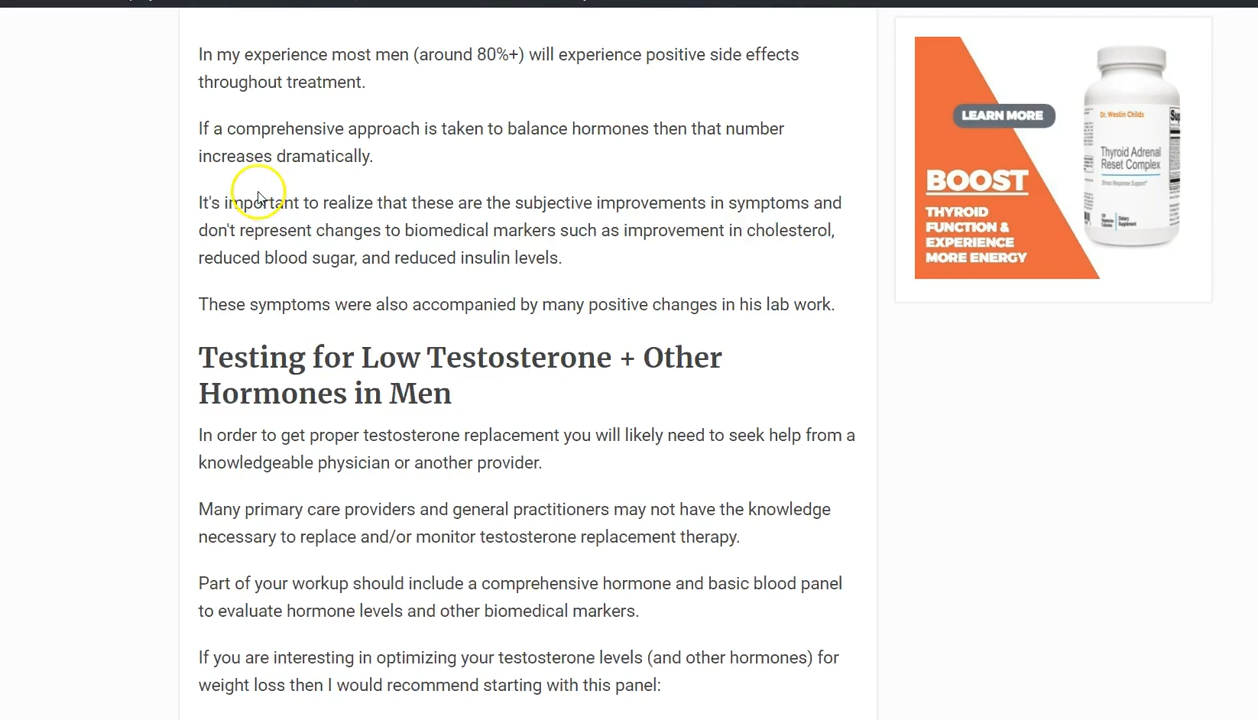 In my experience most men (around 80%+) will experience positive side effects
throughout treatment.
If a comprehensive approach is taken to balance hormones then that number
increases dramatically.
It's important to realize that these are the subjective improvements in symptoms and
don't represent changes to biomedical markers such as improvement in cholesterol,
reduced blood sugar, and reduced insulin levels.
These symptoms were also accompanied by many positive changes in his lab work.
Testing for Low Testosterone + Other
Hormones in Men
In order to get proper testosterone replacement you will likely need to seek help from a
knowledgeable physician or another provider.
Many primary care providers and general practitioners may not have the knowledge
necessary to replace and/or monitor testosterone replacement therapy.
Part of your workup should include a comprehensive hormone and basic blood panel
to evaluate hormone levels and other biomedical markers.
If you are interesting in optimizing your testosterone levels (and other hormones) for
weight loss then I would recommend starting with this panel:
LEARN MORE
BOOST
THYROID
FUNCTION &
EXPERIENCE
MORE ENERGY
Dr. Westin Childs
Thyroid Adrenal
Reset Complex